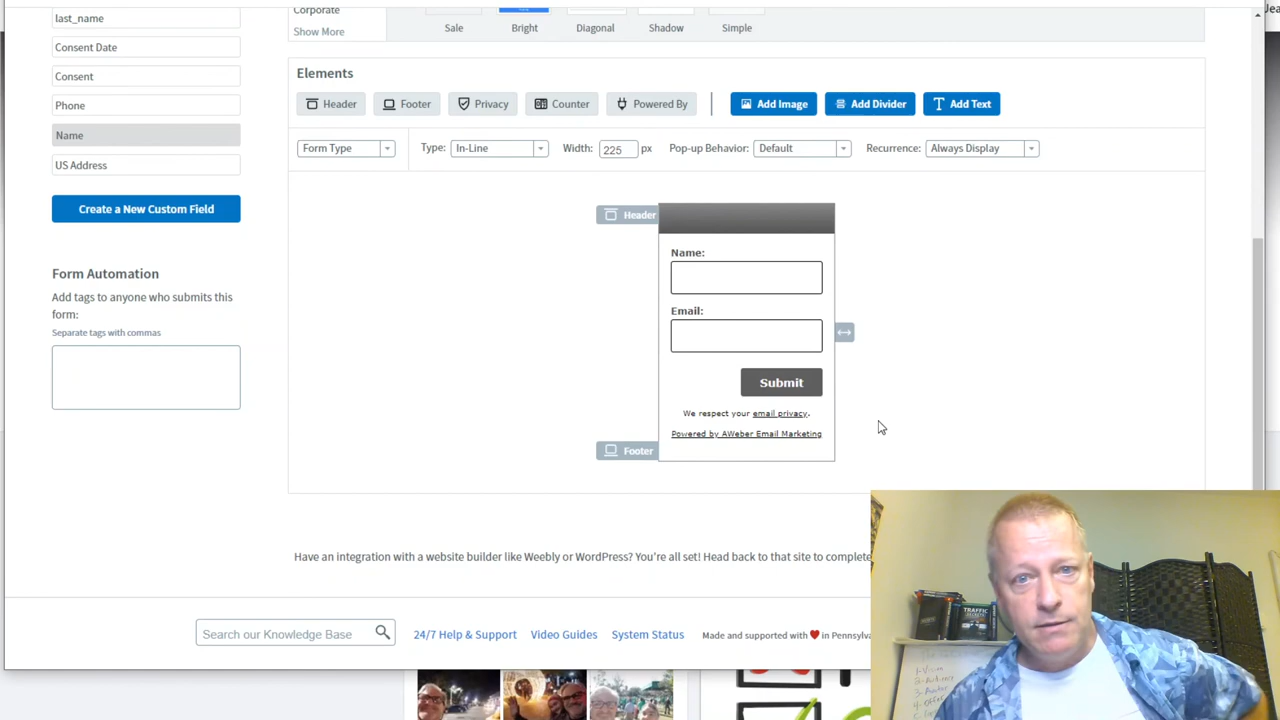 last_name
Corporate
Show More
Sale
Bright
Diagonal
Shadow
Simple
Consent Date
Consent
Phone
Name
US Address
Create a New Custom Field
Form Automation
Add tags to anyone who submits this
form:
Separate tags with commas
Elements
Header
Footer
Privacy
Counter
Powered By
Add Image
Add Divider
Add Text
Form Type
Type:
In-Line
Width:
225
px
Pop-up Behavior:
Default
Recurrence:
Always Display
Header
Name:
Email:
Submit
We respect your email privacy.
Powered by AWeber Email Marketing
Footer
Have an integration with a website builder like Weebly or WordPress? You're all set! Head back to that site to complete
Search our Knowledge Base
24/7 Help & Support
Video Guides
System Status
Made and supported with
in Pennsylva
TRAFFIC
SECRETS